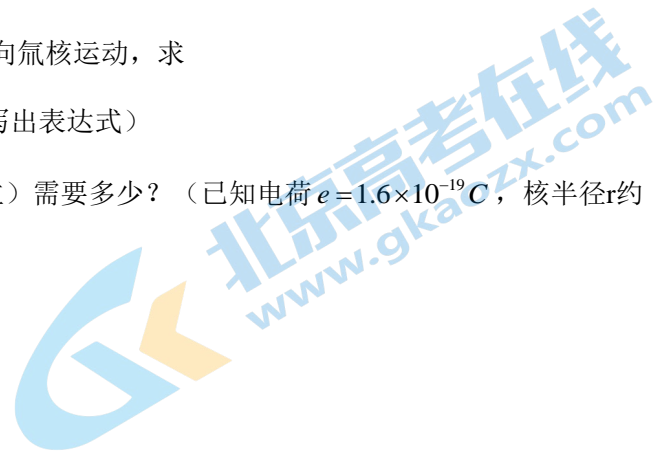 向氚核运动，求
写出表达式）
）需要多少？（已知电荷 e =1.6×10⁻¹⁹C，核半径r约
北京高考在线
www.gkaozx.com